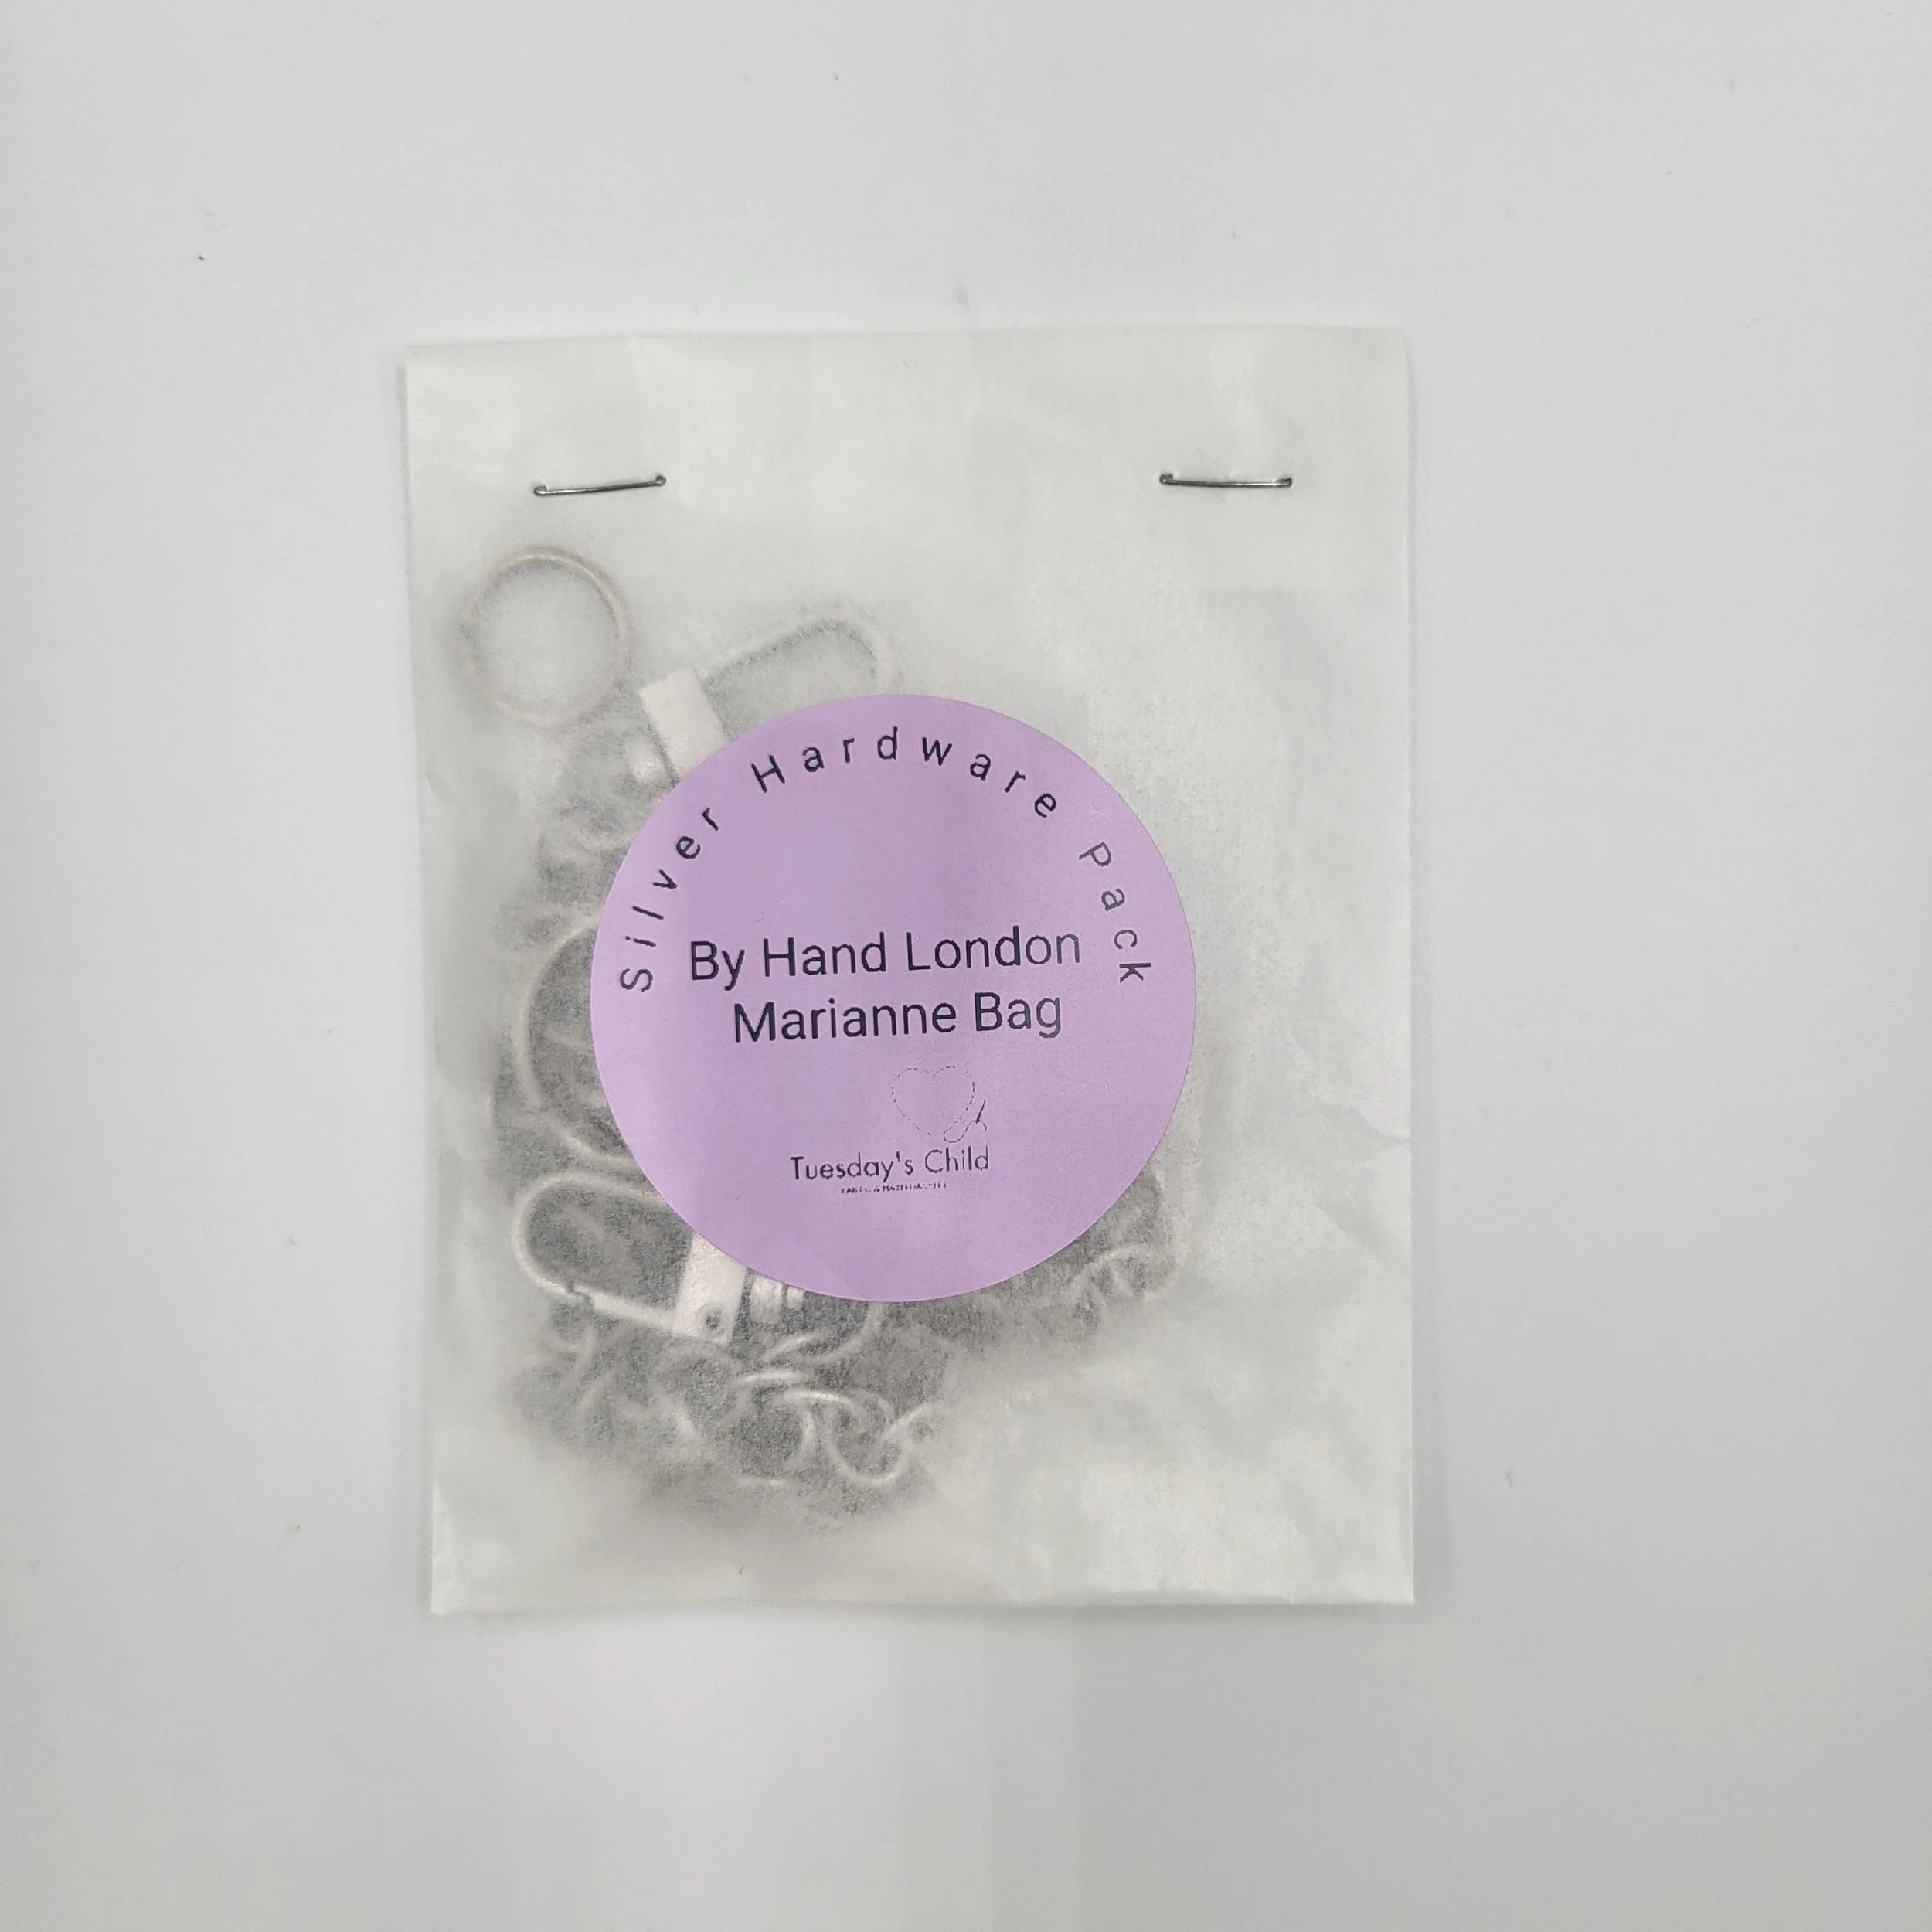 Silver Hardware Pack
By Hand London
Marianne Bag
Tuesday's Child